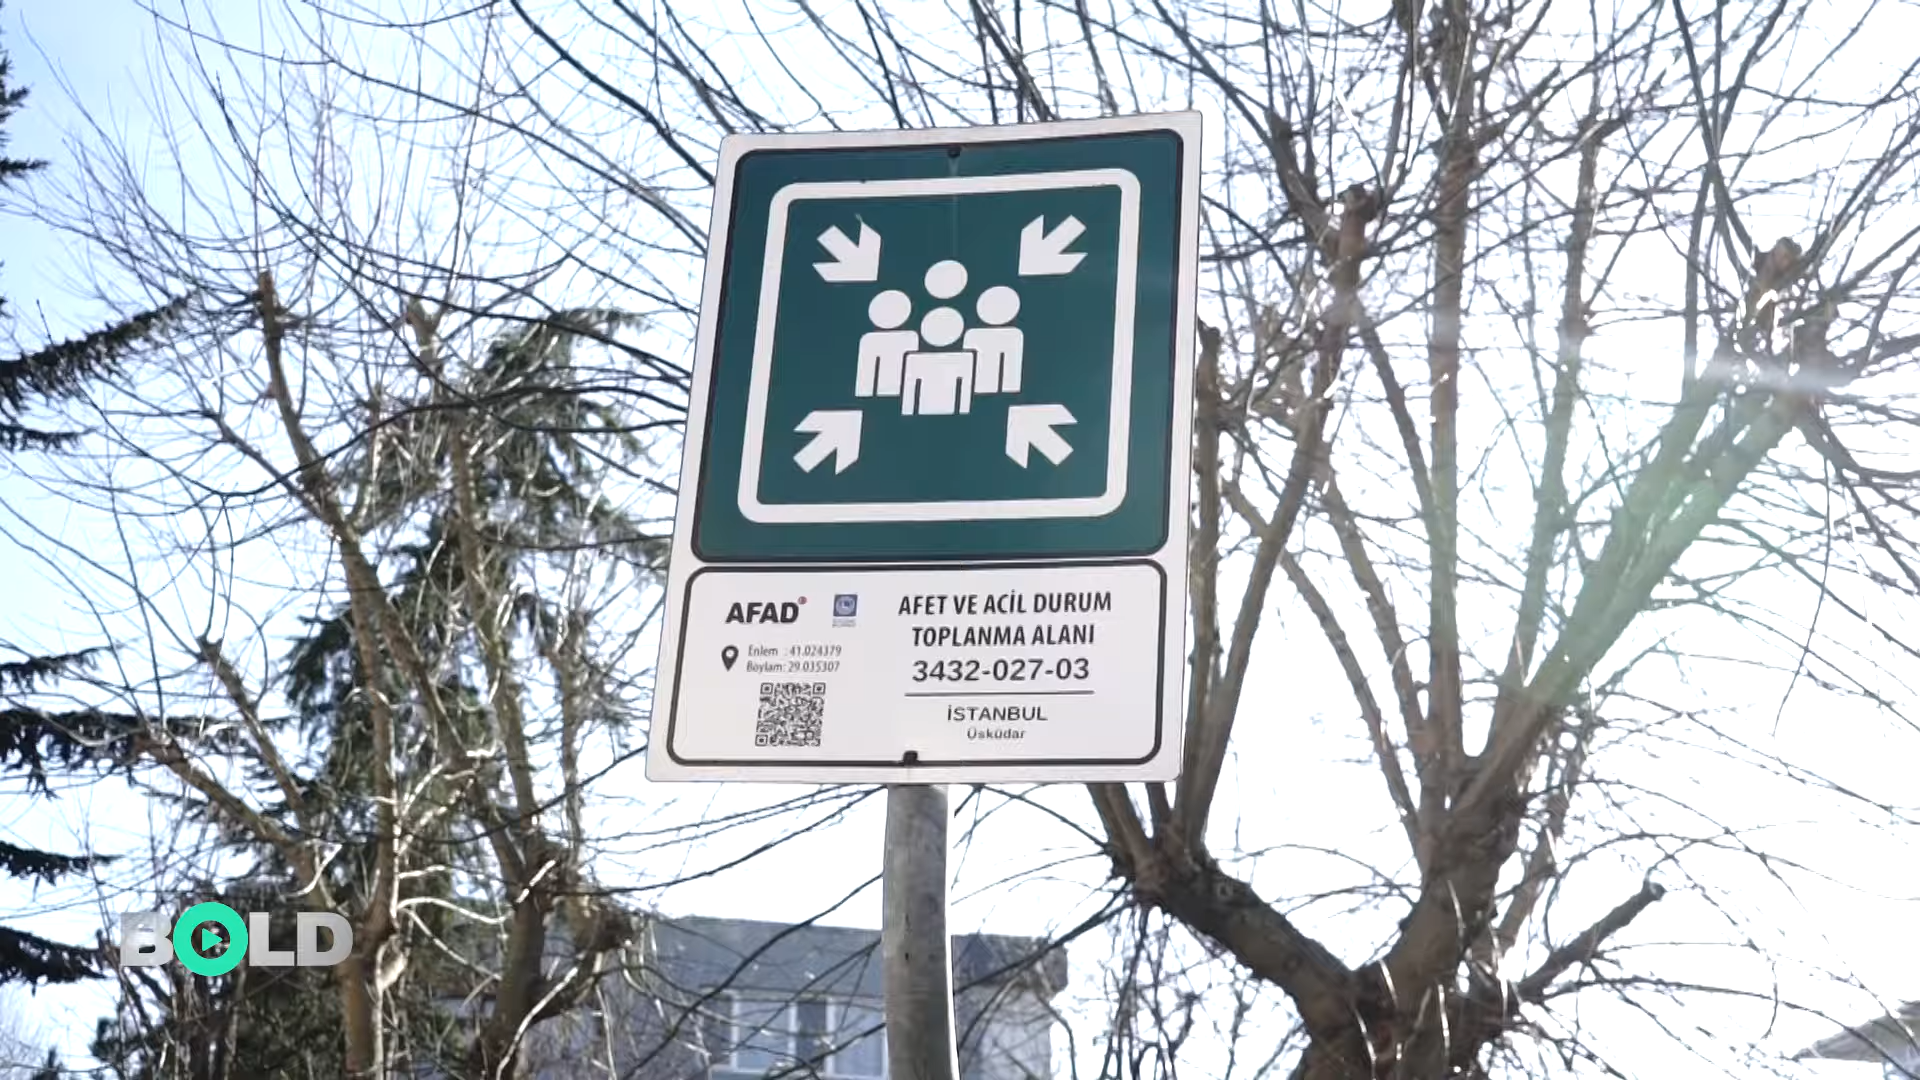 AFAD
AFET VE ACİL DURUM
TOPLANMA ALANI
3432-027-03
Enlem : 41.024379
Boylam: 29.035307
İSTANBUL
Üsküdar
BOLD